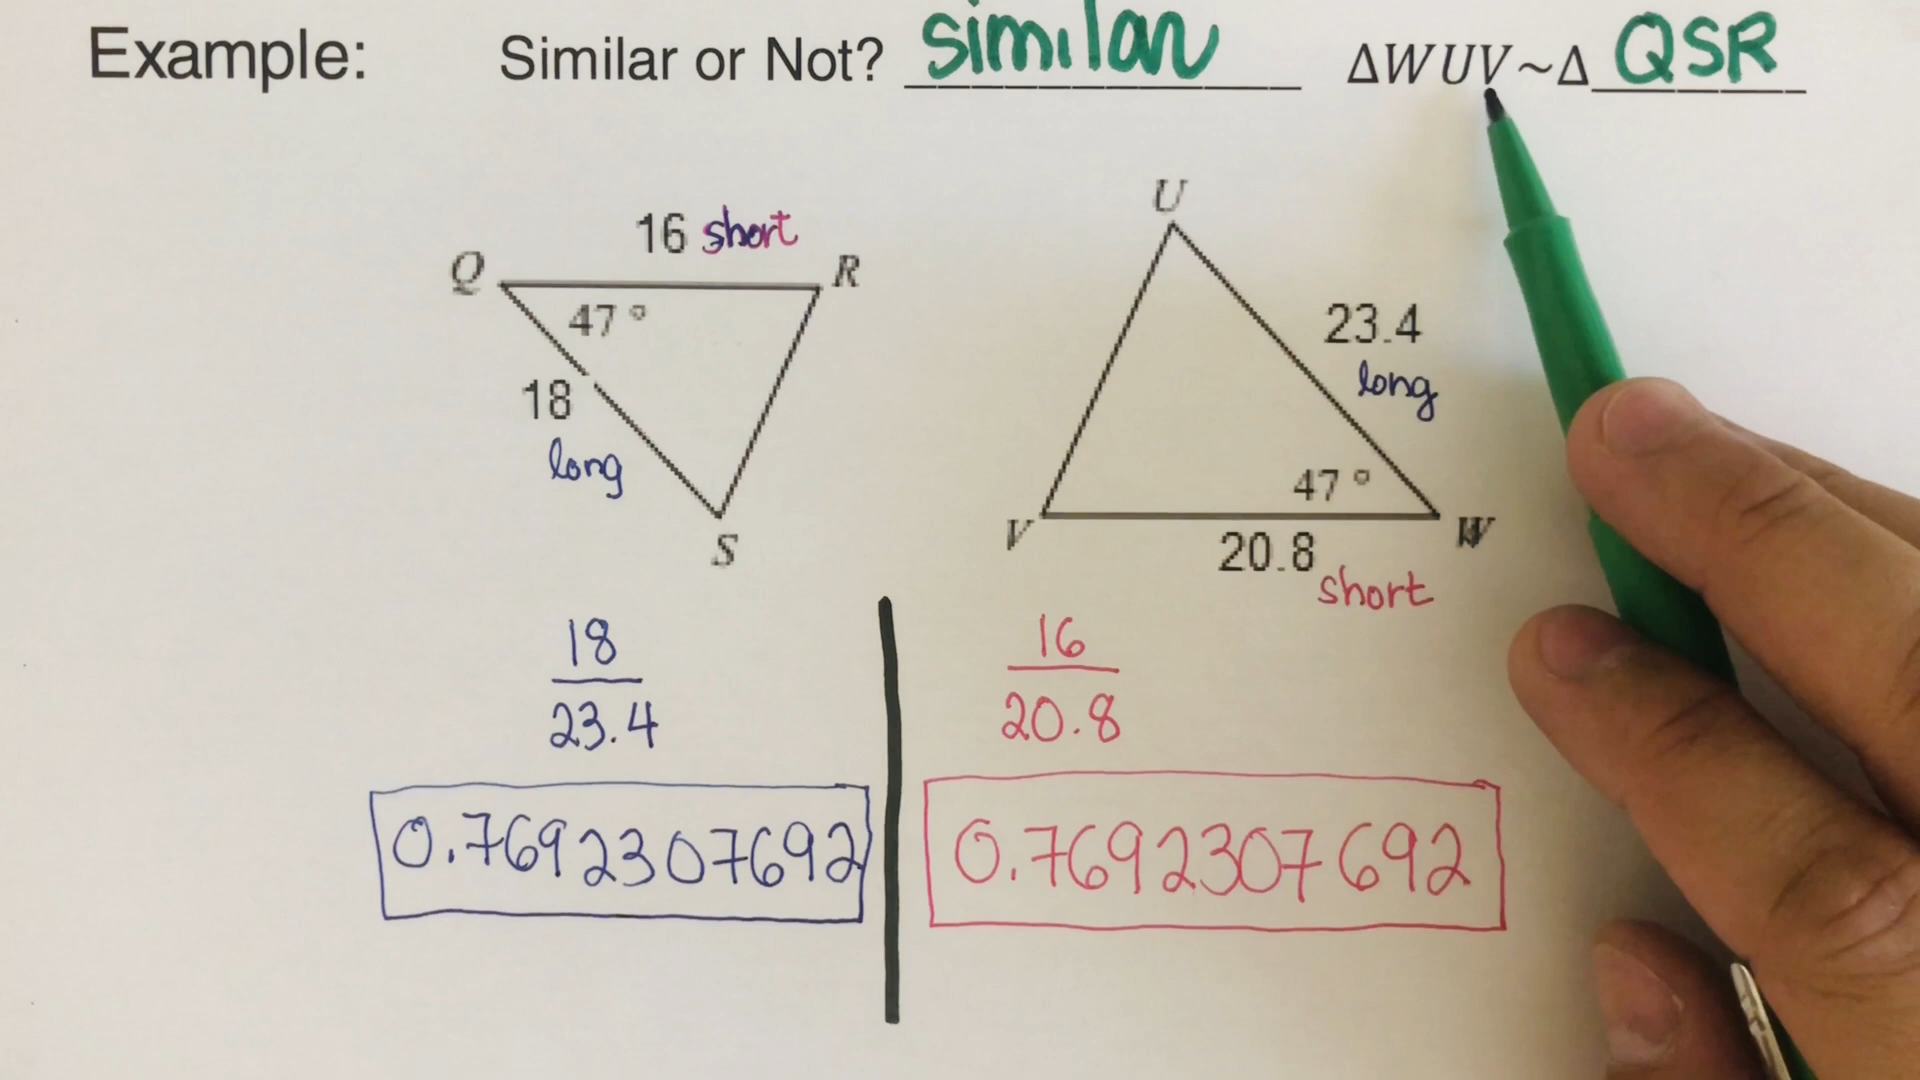 Example: Similar or Not? similar ΔWUV~Δ QSR
U
16 short
Q R
47°
23.4
18
long
long
47°
V W
S
20.8
short
18
23.4
16
20.8
0.7692307692
0.7692307692